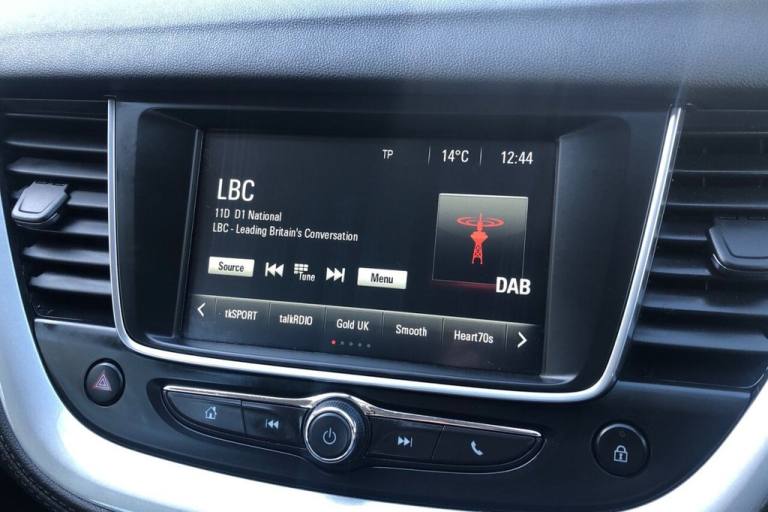 TP 14°C 12:44
LBC
11D D1 National
LBC - Leading Britain's Conversation
DAB
Source Tune Menu
tkSPORT talkRDIO Gold UK Smooth Heart70s